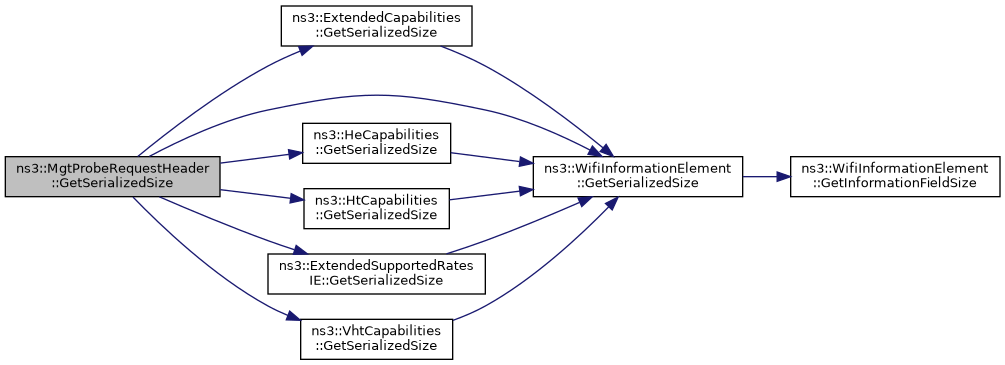 ns3::ExtendedCapabilities
::GetSerializedSize
ns3::HeCapabilities
::GetSerializedSize
ns3::MgtProbeRequestHeader
::GetSerializedSize
ns3::WifiInformationElement
::GetSerializedSize
ns3::WifiInformationElement
::GetInformationFieldSize
ns3::HtCapabilities
::GetSerializedSize
ns3::ExtendedSupportedRates
IE::GetSerializedSize
ns3::VhtCapabilities
::GetSerializedSize